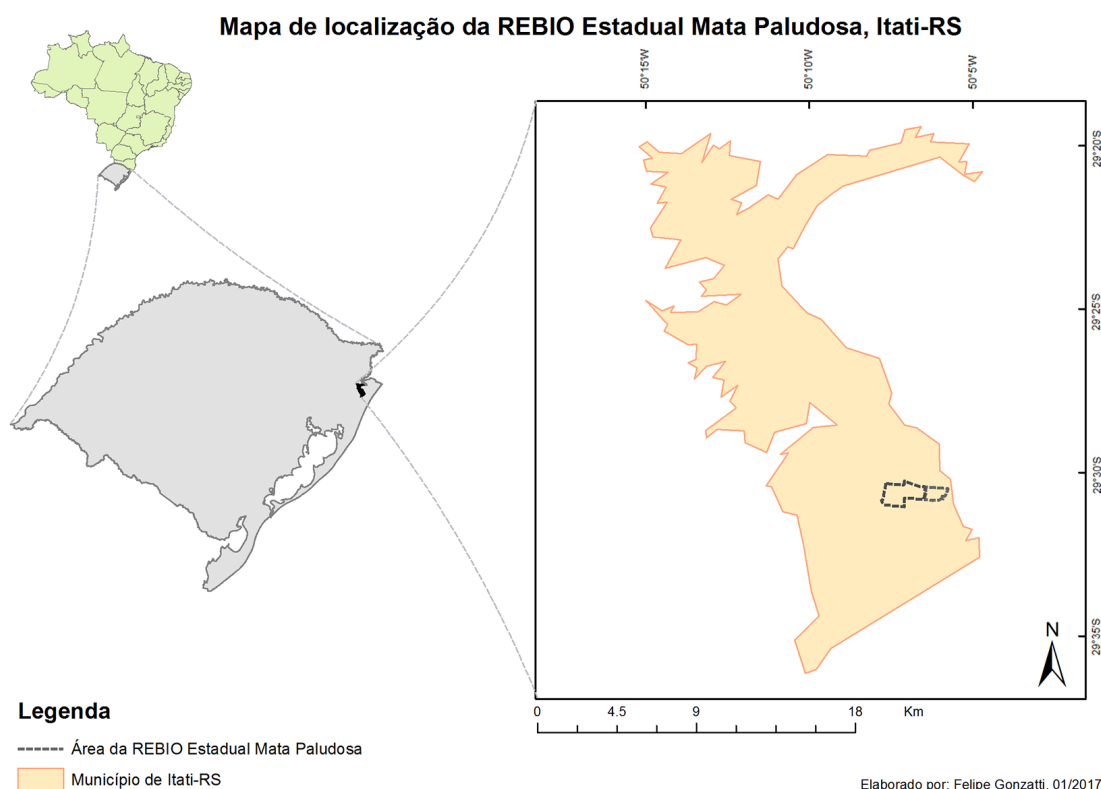 Mapa de localização da REBIO Estadual Mata Paludosa, Itati-RS
50°15'W
50°10'W
50°5'W
29°20'S
29°25'S
29°30'S
29°35'S
N
0 4.5 9 18 Km
Legenda
Área da REBIO Estadual Mata Paludosa
Município de Itati-RS
Elaborado por: Felipe Gonzatti, 01/2017